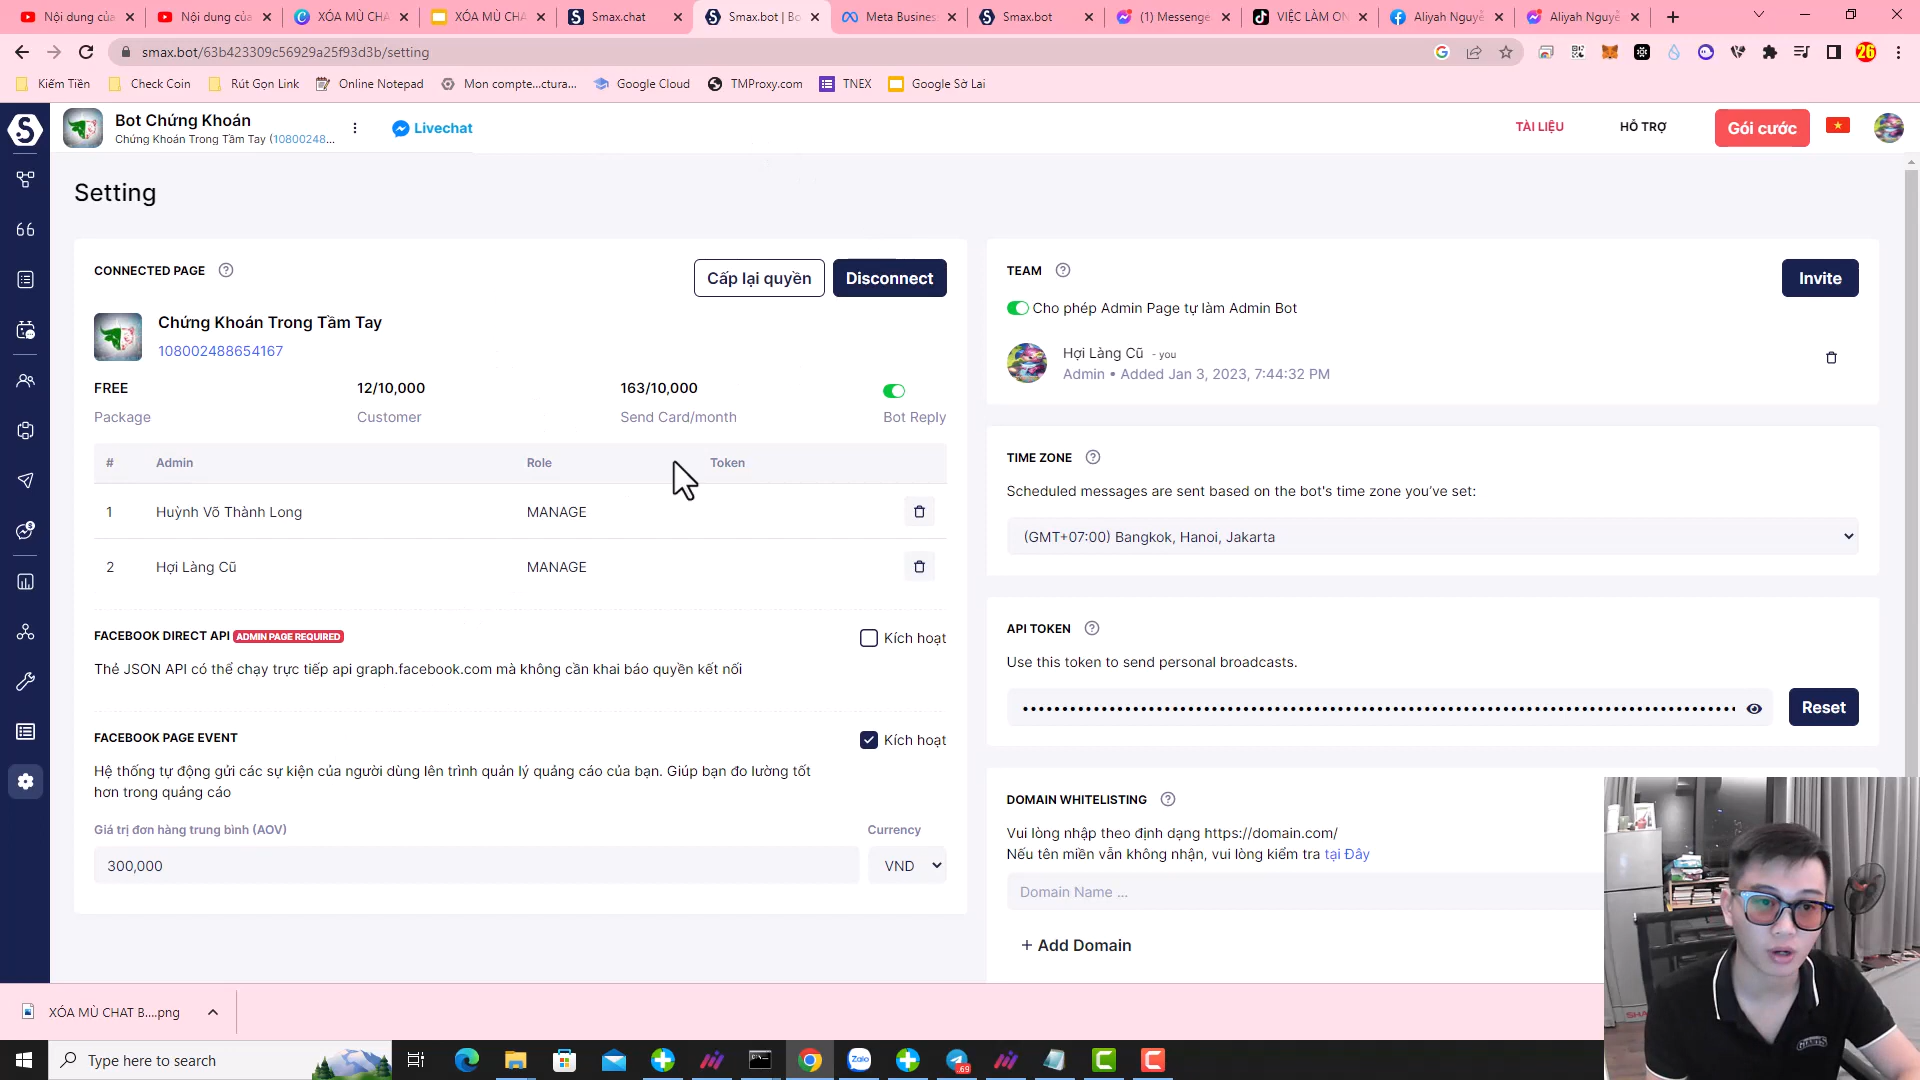 Nội dung của
Nội dung của
XÓA MÙ CHA
XÓA MÙ CHA
Smax.chat
Smax.bot | Bo
Meta Busines
Smax.bot
(1) Messenge
VIỆC LÀM ON
Aliyah Nguyễ
Aliyah Nguyễ
smax.bot/63b423309c56929a25f93d3b/setting
26
Kiếm Tiền
Check Coin
Rút Gọn Link
Online Notepad
Mon compte...ctura...
Google Cloud
TMProxy.com
TNEX
Google Sờ Lai
Bot Chứng Khoán
Chứng Khoán Trong Tầm Tay (10800248...
Livechat
TÀI LIỆU
HỖ TRỢ
Gói cước
Setting
CONNECTED PAGE
Cấp lại quyền
Disconnect
Chứng Khoán Trong Tầm Tay
108002488654167
FREE
12/10,000
163/10,000
Package
Customer
Send Card/month
Bot Reply
# Admin Role Token
1 Huỳnh Võ Thành Long MANAGE
2 Hợi Làng Cũ MANAGE
FACEBOOK DIRECT API ADMIN PAGE REQUIRED
Kích hoạt
Thẻ JSON API có thể chạy trực tiếp api graph.facebook.com mà không cần khai báo quyền kết nối
FACEBOOK PAGE EVENT
Kích hoạt
Hệ thống tự động gửi các sự kiện của người dùng lên trình quản lý quảng cáo của bạn. Giúp bạn đo lường tốt
hơn trong quảng cáo
Giá trị đơn hàng trung bình (AOV)
Currency
300,000
VND
TEAM
Invite
Cho phép Admin Page tự làm Admin Bot
Hợi Làng Cũ - you
Admin • Added Jan 3, 2023, 7:44:32 PM
TIME ZONE
Scheduled messages are sent based on the bot's time zone you've set:
(GMT+07:00) Bangkok, Hanoi, Jakarta
API TOKEN
Use this token to send personal broadcasts.
Reset
DOMAIN WHITELISTING
Vui lòng nhập theo định dạng https://domain.com/
Nếu tên miền vẫn không nhận, vui lòng kiểm tra tại Đây
Domain Name ...
+ Add Domain
XÓA MÙ CHAT B....png
Type here to search
Zalo
69
GIANTS